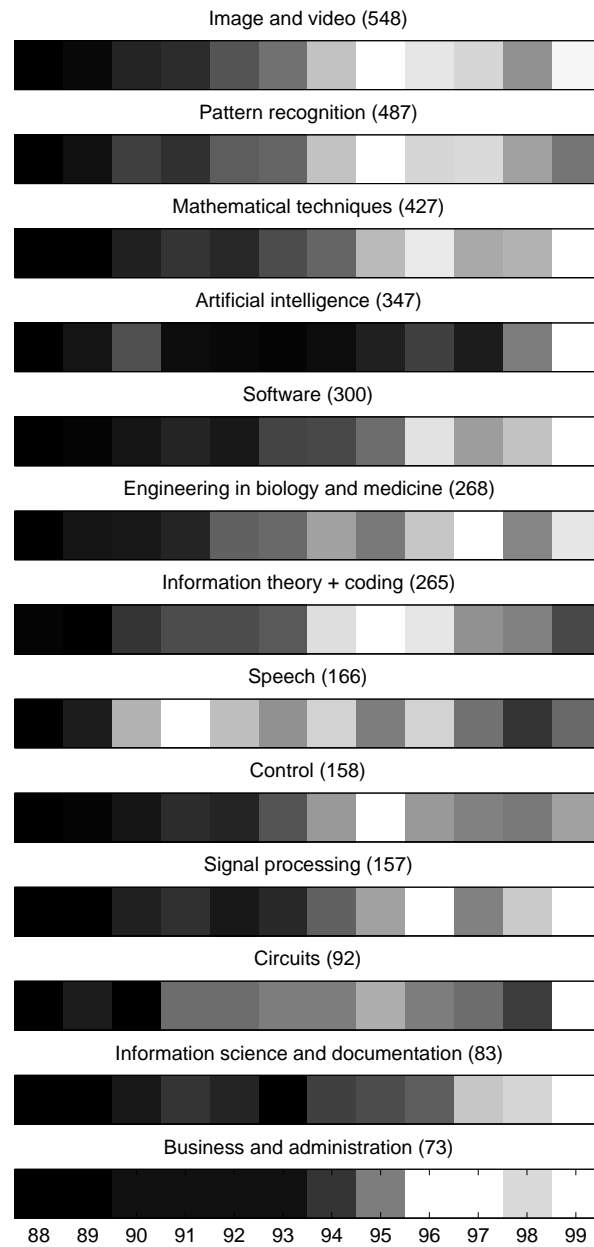 Image and video (548)
Pattern recognition (487)
Mathematical techniques (427)
Artificial intelligence (347)
Software (300)
Engineering in biology and medicine (268)
Information theory + coding (265)
Speech (166)
Control (158)
Signal processing (157)
Circuits (92)
Information science and documentation (83)
Business and administration (73)
88 89 90 91 92 93 94 95 96 97 98 99